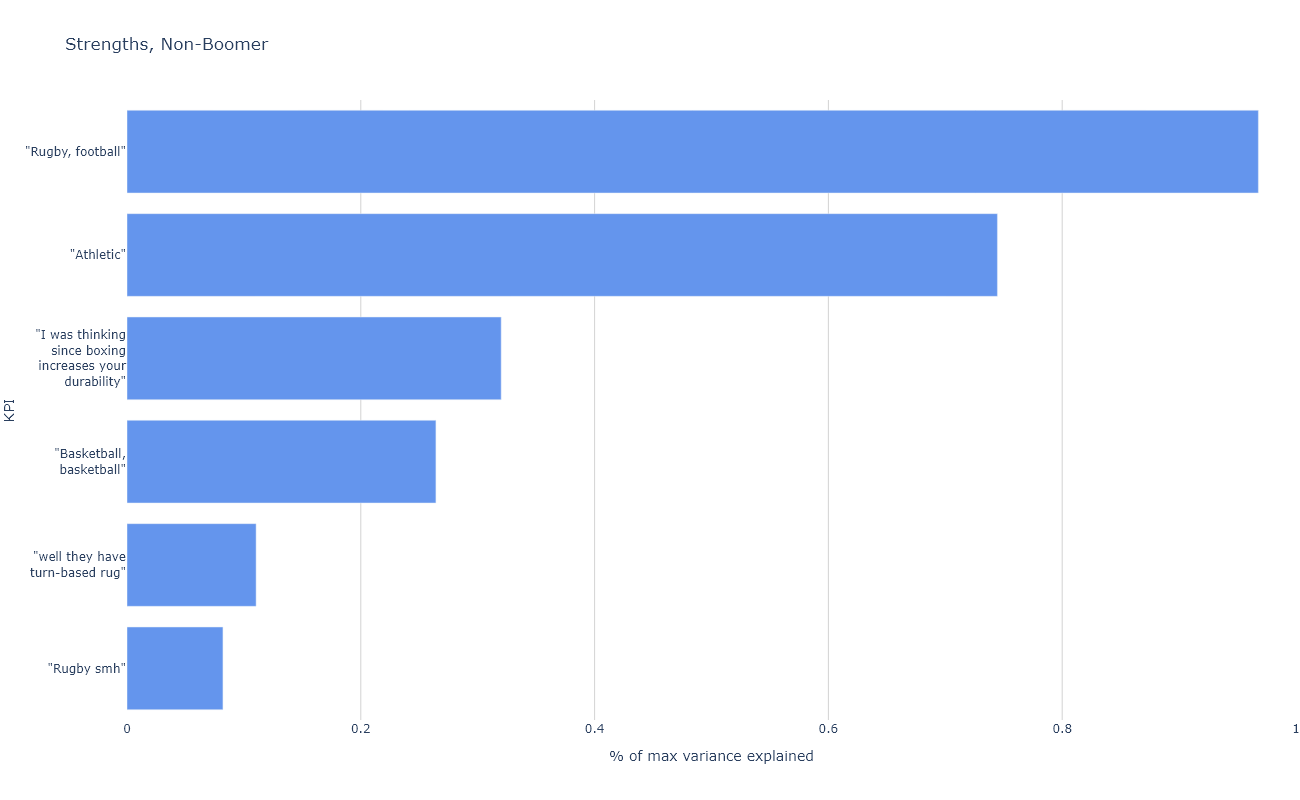 Strengths, Non-Boomer
"Rugby, football"
"Athletic"
"I was thinking
since boxing
increases your
durability"
"Basketball,
basketball"
"well they have
turn-based rug"
"Rugby smh"
KPI
0 0.2 0.4 0.6 0.8 1
% of max variance explained